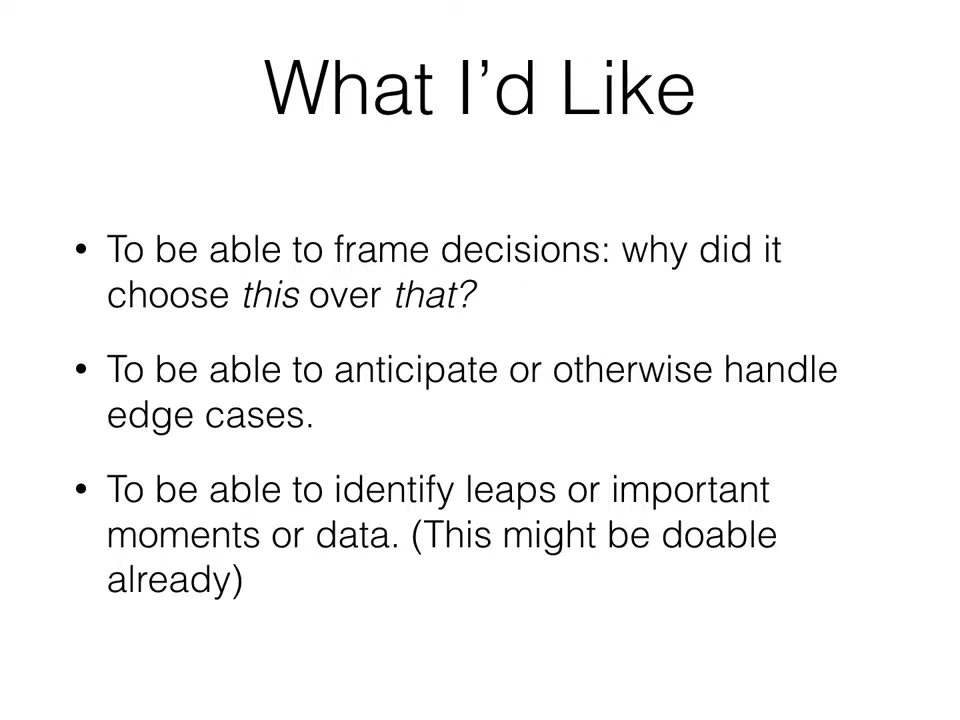 What I’d Like
• To be able to frame decisions: why did it
choose this over that?
• To be able to anticipate or otherwise handle
edge cases.
• To be able to identify leaps or important
moments or data. (This might be doable
already)